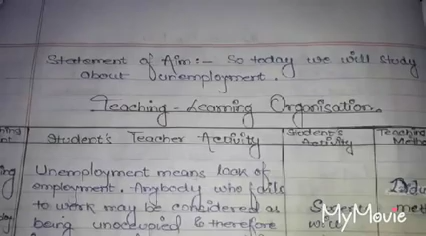 Statement of Aim:- So today we will study
about unemployment.
Teaching-Learning Organisation.
Student's Teacher Activity
Student's Activity
Teaching
Unemployment means lack of
employment. Anybody who fails
to work may be considered as
being unoccupied & therefore
will
MyMovie